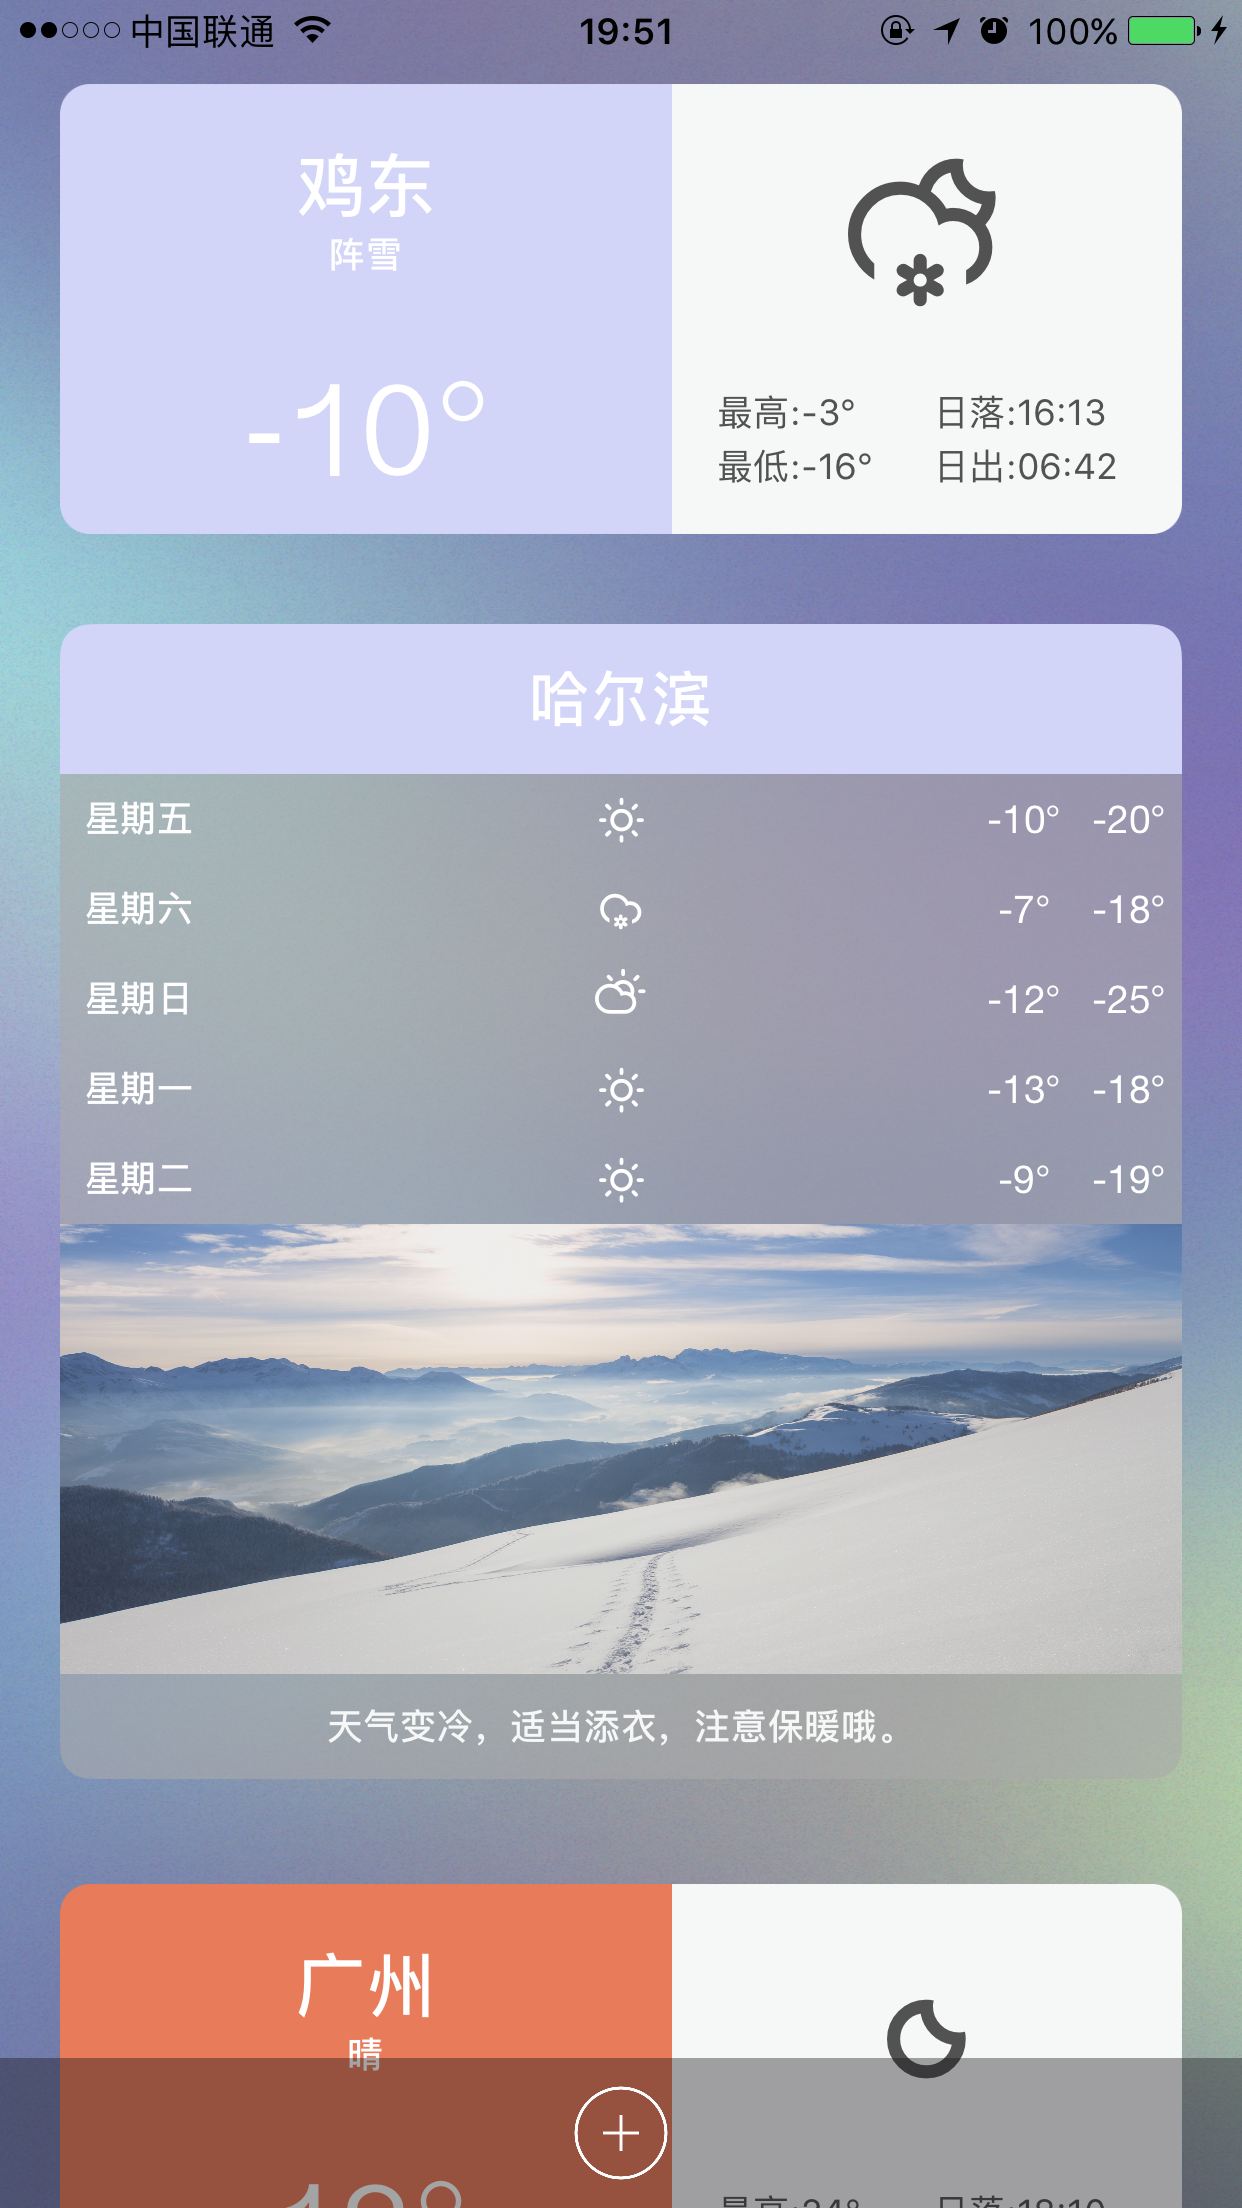 中国联通 19:51 100%
鸡东
阵雪
-10°
最高:-3° 日落:16:13
最低:-16° 日出:06:42
哈尔滨
星期五 -10° -20°
星期六 -7° -18°
星期日 -12° -25°
星期一 -13° -18°
星期二 -9° -19°
天气变冷，适当添衣，注意保暖哦。
广州
晴